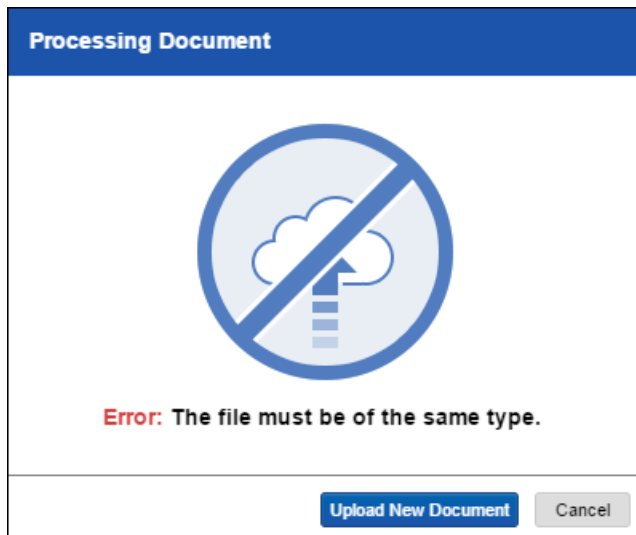 Processing Document
Error: The file must be of the same type.
Upload New Document
Cancel